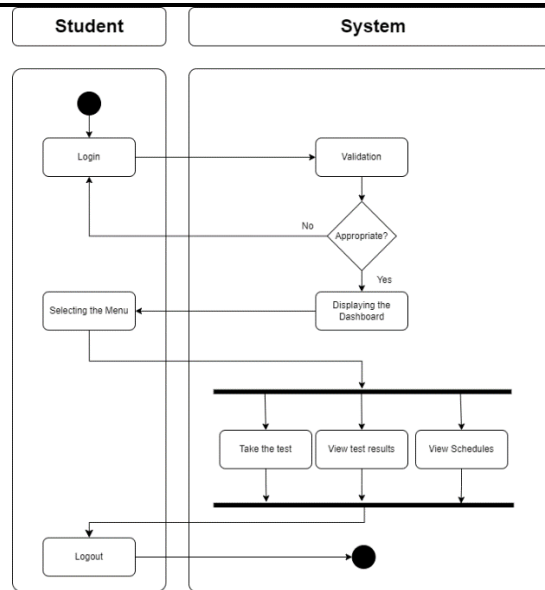 Student
System
Login
Validation
No
Appropriate?
Yes
Selecting the Menu
Displaying the
Dashboard
Take the test
View test results
View Schedules
Logout